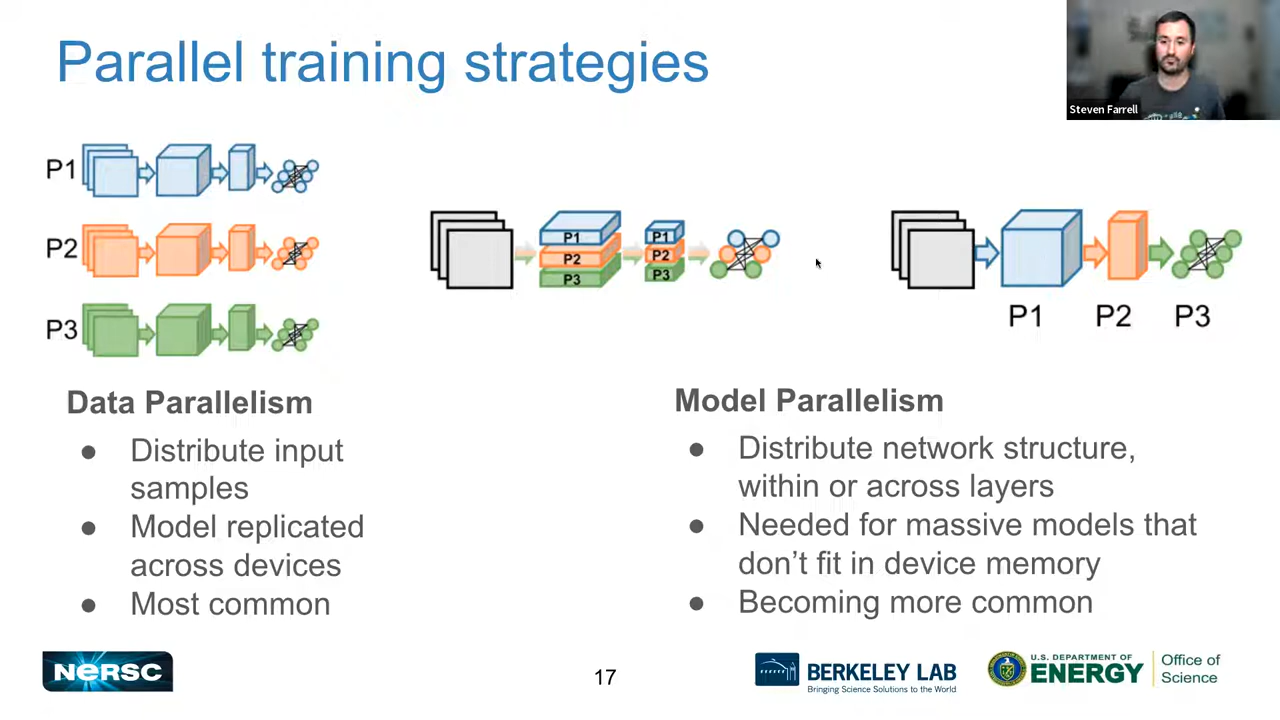 Parallel training strategies
Steven Farrell
P1
P2
P3
P1
P2
P3
P1
P2
P3
P1
P2
P3
Data Parallelism
● Distribute input
samples
● Model replicated
across devices
● Most common
Model Parallelism
● Distribute network structure,
within or across layers
● Needed for massive models that
don't fit in device memory
● Becoming more common
NERSC
17
BERKELEY LAB
Bringing Science Solutions to the World
U.S. DEPARTMENT OF
ENERGY
Office of
Science